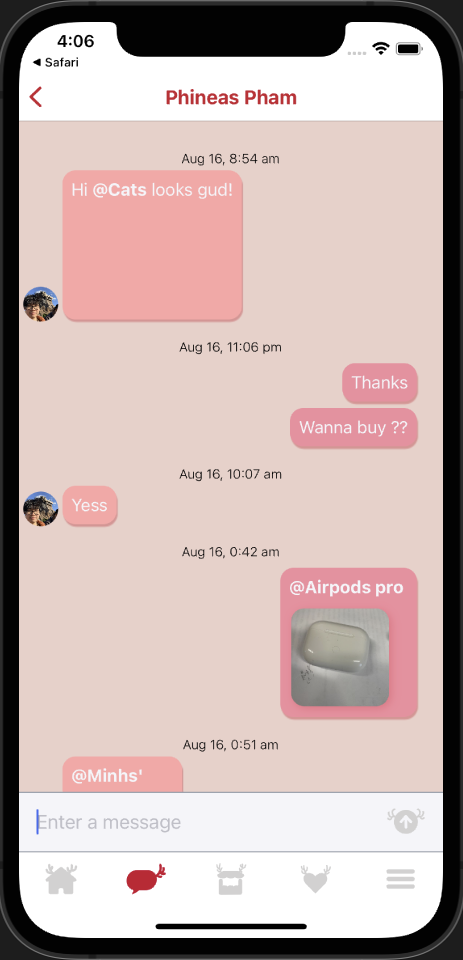 4:06
◀ Safari
Phineas Pham
Aug 16, 8:54 am
Hi @Cats looks gud!
Aug 16, 11:06 pm
Thanks
Wanna buy ??
Aug 16, 10:07 am
Yess
Aug 16, 0:42 am
@Airpods pro
Aug 16, 0:51 am
@Minhs'
Enter a message